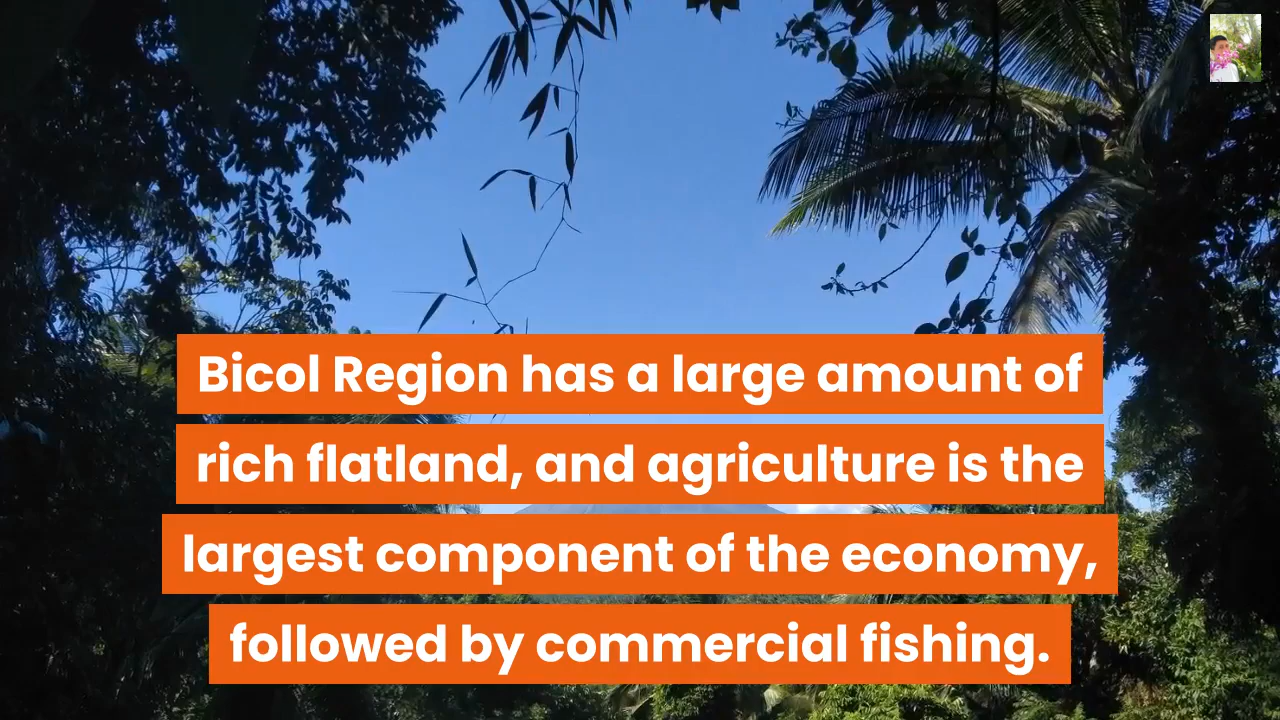 Bicol Region has a large amount of
rich flatland, and agriculture is the
largest component of the economy,
followed by commercial fishing.